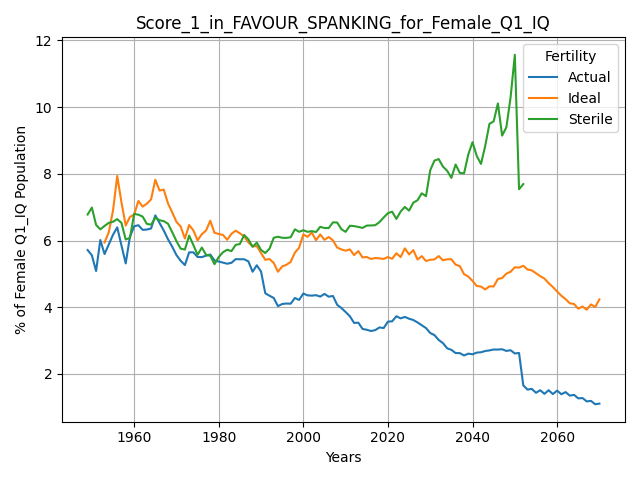 Score_1_in_FAVOUR_SPANKING_for_Female_Q1_IQ
12
10
8
6
4
2
% of Female Q1_IQ Population
Fertility
Actual
Ideal
Sterile
1960 1980 2000 2020 2040 2060
Years